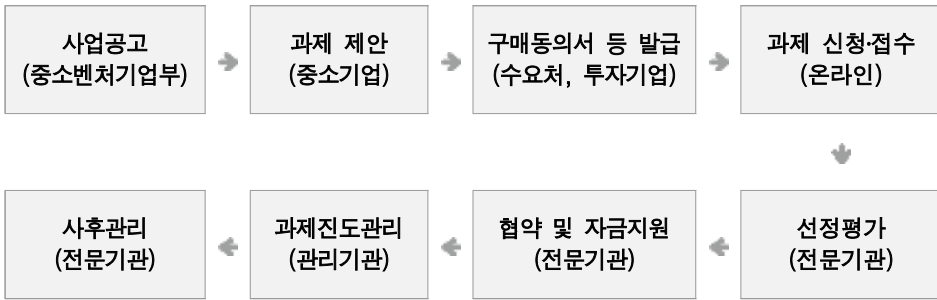 사업공고
(중소벤처기업부)
과제 제안
(중소기업)
구매동의서 등 발급
(수요처, 투자기업)
과제 신청·접수
(온라인)
선정평가
(전문기관)
협약 및 자금지원
(전문기관)
과제진도관리
(관리기관)
사후관리
(전문기관)